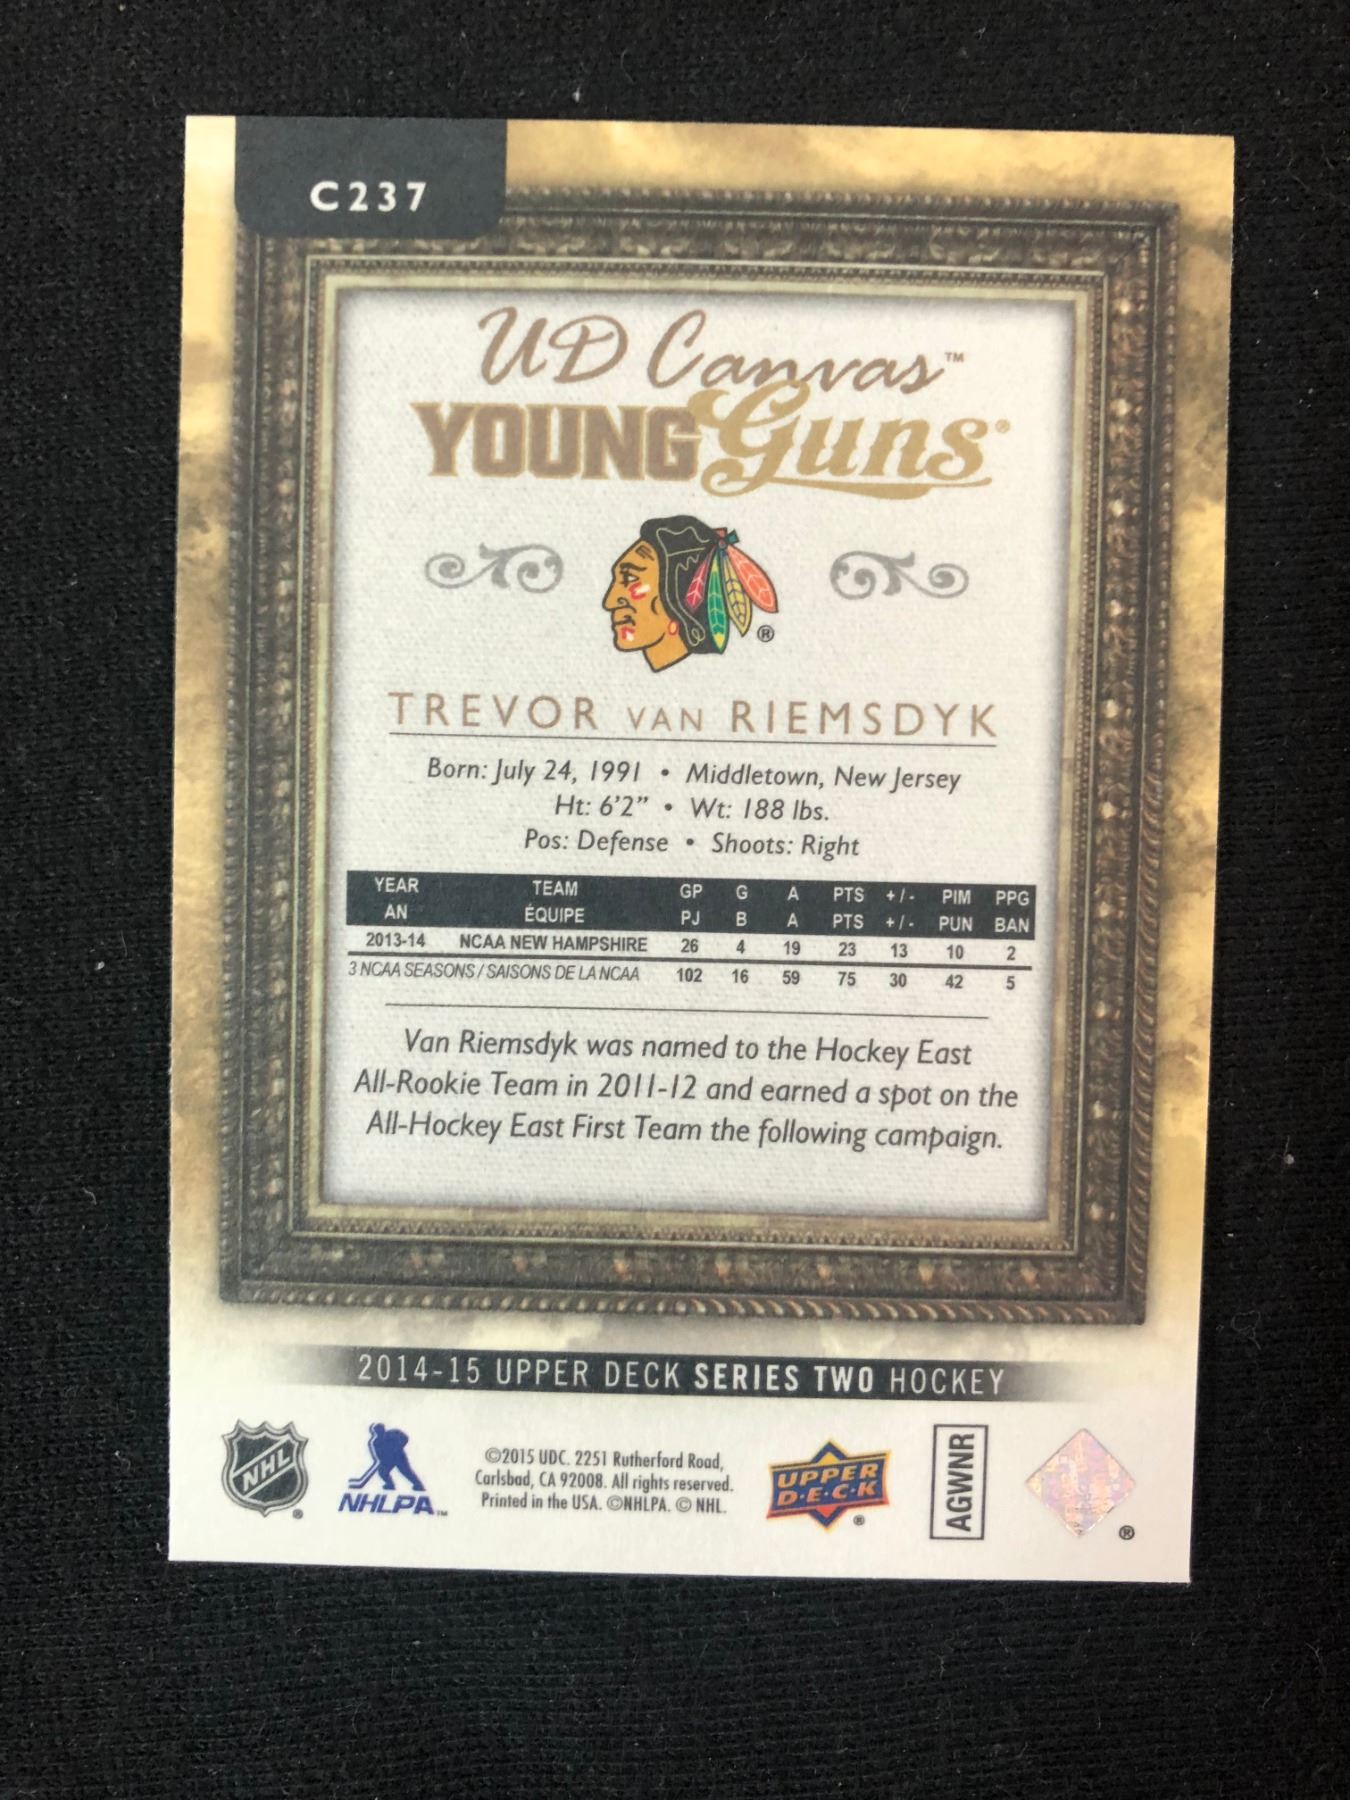 C237
UD Canvas™
YOUNG Guns®
®
TREVOR VAN RIEMSDYK
Born: July 24, 1991 • Middletown, New Jersey
Ht: 6'2" • Wt: 188 lbs.
Pos: Defense • Shoots: Right
YEAR TEAM GP G A PTS +/- PIM PPG
AN ÉQUIPE PJ B A PTS +/- PUN BAN
2013-14 NCAA NEW HAMPSHIRE 26 4 19 23 13 10 2
3 NCAA SEASONS / SAISONS DE LA NCAA 102 16 59 75 30 42 5
Van Riemsdyk was named to the Hockey East
All-Rookie Team in 2011-12 and earned a spot on the
All-Hockey East First Team the following campaign.
2014-15 UPPER DECK SERIES TWO HOCKEY
NHL ®
NHLPA™
©2015 UDC. 2251 Rutherford Road,
Carlsbad, CA 92008. All rights reserved.
Printed in the USA. ©NHLPA. © NHL.
UPPER
D·E·C·K ®
AGWNR
®